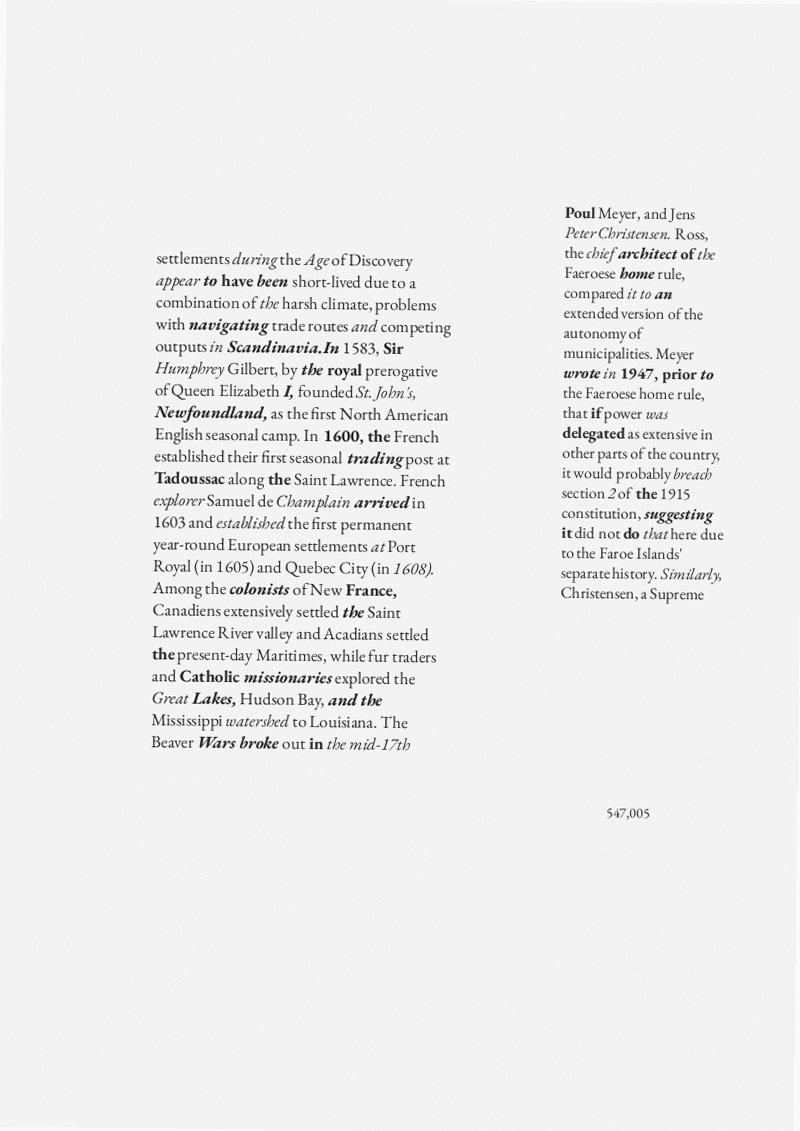 settlements during the Age of Discovery
appear to have been short-lived due to a
combination of the harsh climate, problems
with navigating trade routes and competing
outputs in Scandinavia.In 1583, Sir
Humphrey Gilbert, by the royal prerogative
of Queen Elizabeth I, founded St. John's,
Newfoundland, as the first North American
English seasonal camp. In 1600, the French
established their first seasonal trading post at
Tadoussac along the Saint Lawrence. French
explorer Samuel de Champlain arrived in
1603 and established the first permanent
year-round European settlements at Port
Royal (in 1605) and Quebec City (in 1608).
Among the colonists of New France,
Canadiens extensively settled the Saint
Lawrence River valley and Acadians settled
the present-day Maritimes, while fur traders
and Catholic missionaries explored the
Great Lakes, Hudson Bay, and the
Mississippi watershed to Louisiana. The
Beaver Wars broke out in the mid-17th
Poul Meyer, and Jens
Peter Christensen. Ross,
the chief architect of the
Faeroese home rule,
compared it to an
extended version of the
autonomy of
municipalities. Meyer
wrote in 1947, prior to
the Faeroese home rule,
that if power was
delegated as extensive in
other parts of the country,
it would probably breach
section 2 of the 1915
constitution, suggesting
it did not do that here due
to the Faroe Islands'
separate history. Similarly,
Christensen, a Supreme
547,005